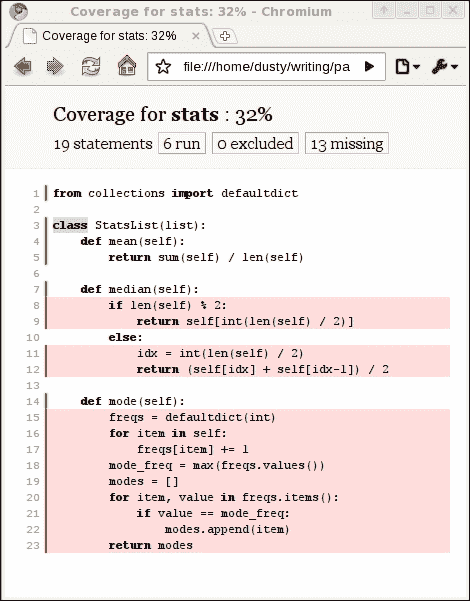 Coverage for stats: 32% - Chromium
Coverage for stats: 32%
file:///home/dusty/writing/pa
Coverage for stats : 32%
19 statements 6 run 0 excluded 13 missing
1 from collections import defaultdict
2
3 class StatsList(list):
4     def mean(self):
5         return sum(self) / len(self)
6
7     def median(self):
8         if len(self) % 2:
9             return self[int(len(self) / 2)]
10         else:
11             idx = int(len(self) / 2)
12             return (self[idx] + self[idx-1]) / 2
13
14     def mode(self):
15         freqs = defaultdict(int)
16         for item in self:
17             freqs[item] += 1
18         mode_freq = max(freqs.values())
19         modes = []
20         for item, value in freqs.items():
21             if value == mode_freq:
22                 modes.append(item)
23         return modes